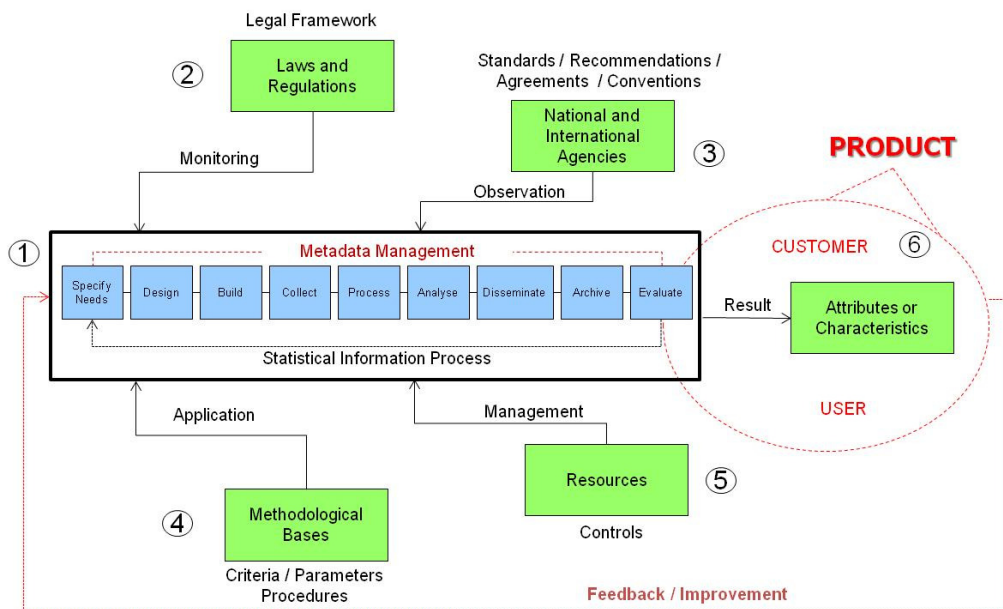 Legal Framework
②
Laws and
Regulations
Standards / Recommendations /
Agreements / Conventions
National and
International
Agencies
③
PRODUCT
Monitoring
Observation
①
Metadata Management
CUSTOMER
⑥
Specify
Needs
Design
Build
Collect
Process
Analyse
Disseminate
Archive
Evaluate
Result
Attributes or
Characteristics
Statistical Information Process
USER
Application
Management
Resources
⑤
④
Methodological
Bases
Controls
Criteria / Parameters
Procedures
Feedback / Improvement